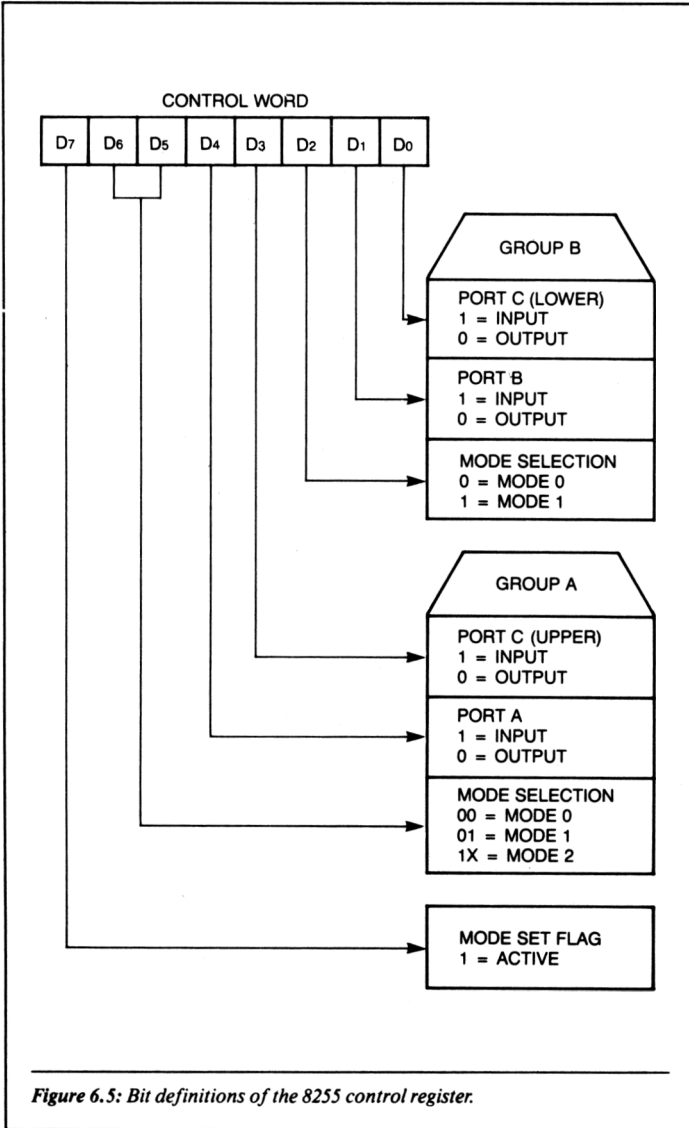 CONTROL WORD
D7 D6 D5 D4 D3 D2 D1 D0
GROUP B
PORT C (LOWER)
1 = INPUT
0 = OUTPUT
PORT B
1 = INPUT
0 = OUTPUT
MODE SELECTION
0 = MODE 0
1 = MODE 1
GROUP A
PORT C (UPPER)
1 = INPUT
0 = OUTPUT
PORT A
1 = INPUT
0 = OUTPUT
MODE SELECTION
00 = MODE 0
01 = MODE 1
1X = MODE 2
MODE SET FLAG
1 = ACTIVE
Figure 6.5: Bit definitions of the 8255 control register.